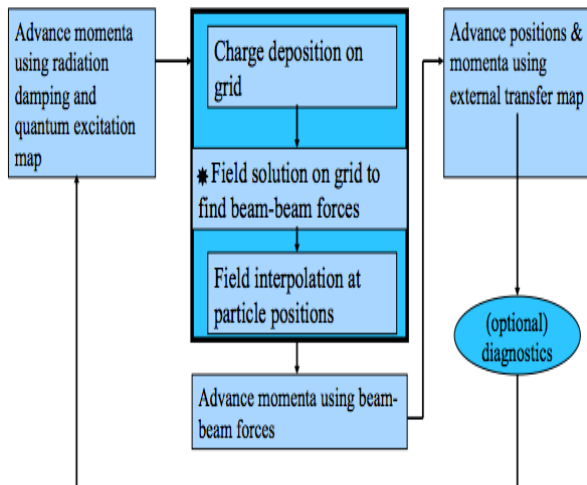 Advance momenta
using radiation
damping and
quantum excitation
map
Charge deposition on
grid
✷Field solution on grid to
find beam-beam forces
Field interpolation at
particle positions
Advance momenta using beam-
beam forces
Advance positions &
momenta using
external transfer map
(optional)
diagnostics